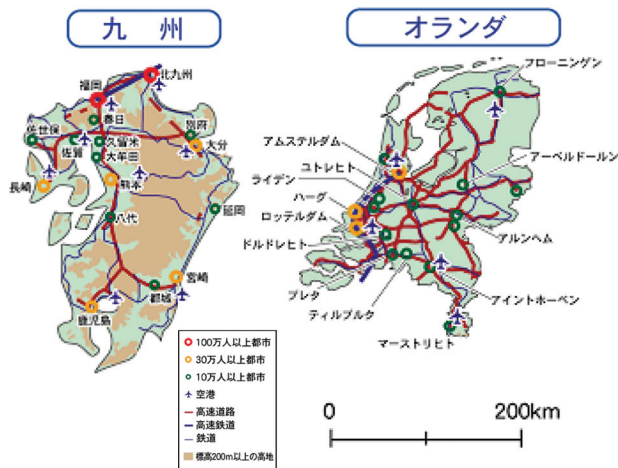 九州
オランダ
北九州
福岡
春日
佐世保
久留米
別府
佐賀
大牟田
大分
長崎
熊本
延岡
八代
宮崎
都城
鹿児島
フローニンゲン
アムステルダム
ユトレヒト
アーペルドールン
ライデン
ハーグ
ロッテルダム
ドルドレヒト
アルンヘム
ブレタ
アイントホーベン
ティルブルク
マーストリヒト
100万人以上都市
30万人以上都市
10万人以上都市
空港
高速道路
高速鉄道
鉄道
標高200m以上の高地
0
200km